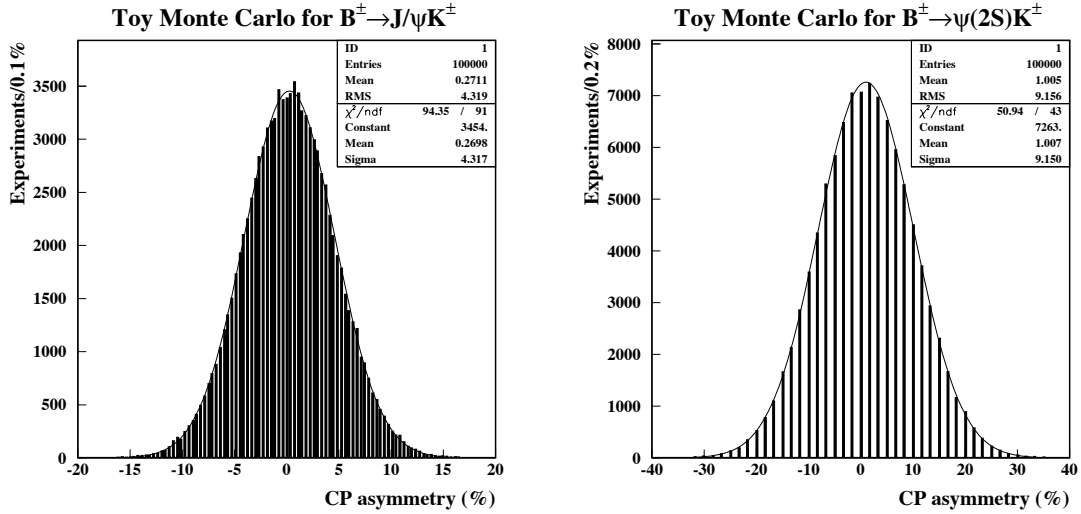 Toy Monte Carlo for B±→J/ψK±
Experiments/0.1%
ID 1
Entries 100000
Mean 0.2711
RMS 4.319
χ²/ndf 94.35 / 91
Constant 3454.
Mean 0.2698
Sigma 4.317
3500
3000
2500
2000
1500
1000
500
0
-20 -15 -10 -5 0 5 10 15 20
CP asymmetry (%)
Toy Monte Carlo for B±→ψ(2S)K±
Experiments/0.2%
ID 1
Entries 100000
Mean 1.005
RMS 9.156
χ²/ndf 50.94 / 43
Constant 7263.
Mean 1.007
Sigma 9.150
8000
7000
6000
5000
4000
3000
2000
1000
0
-40 -30 -20 -10 0 10 20 30 40
CP asymmetry (%)